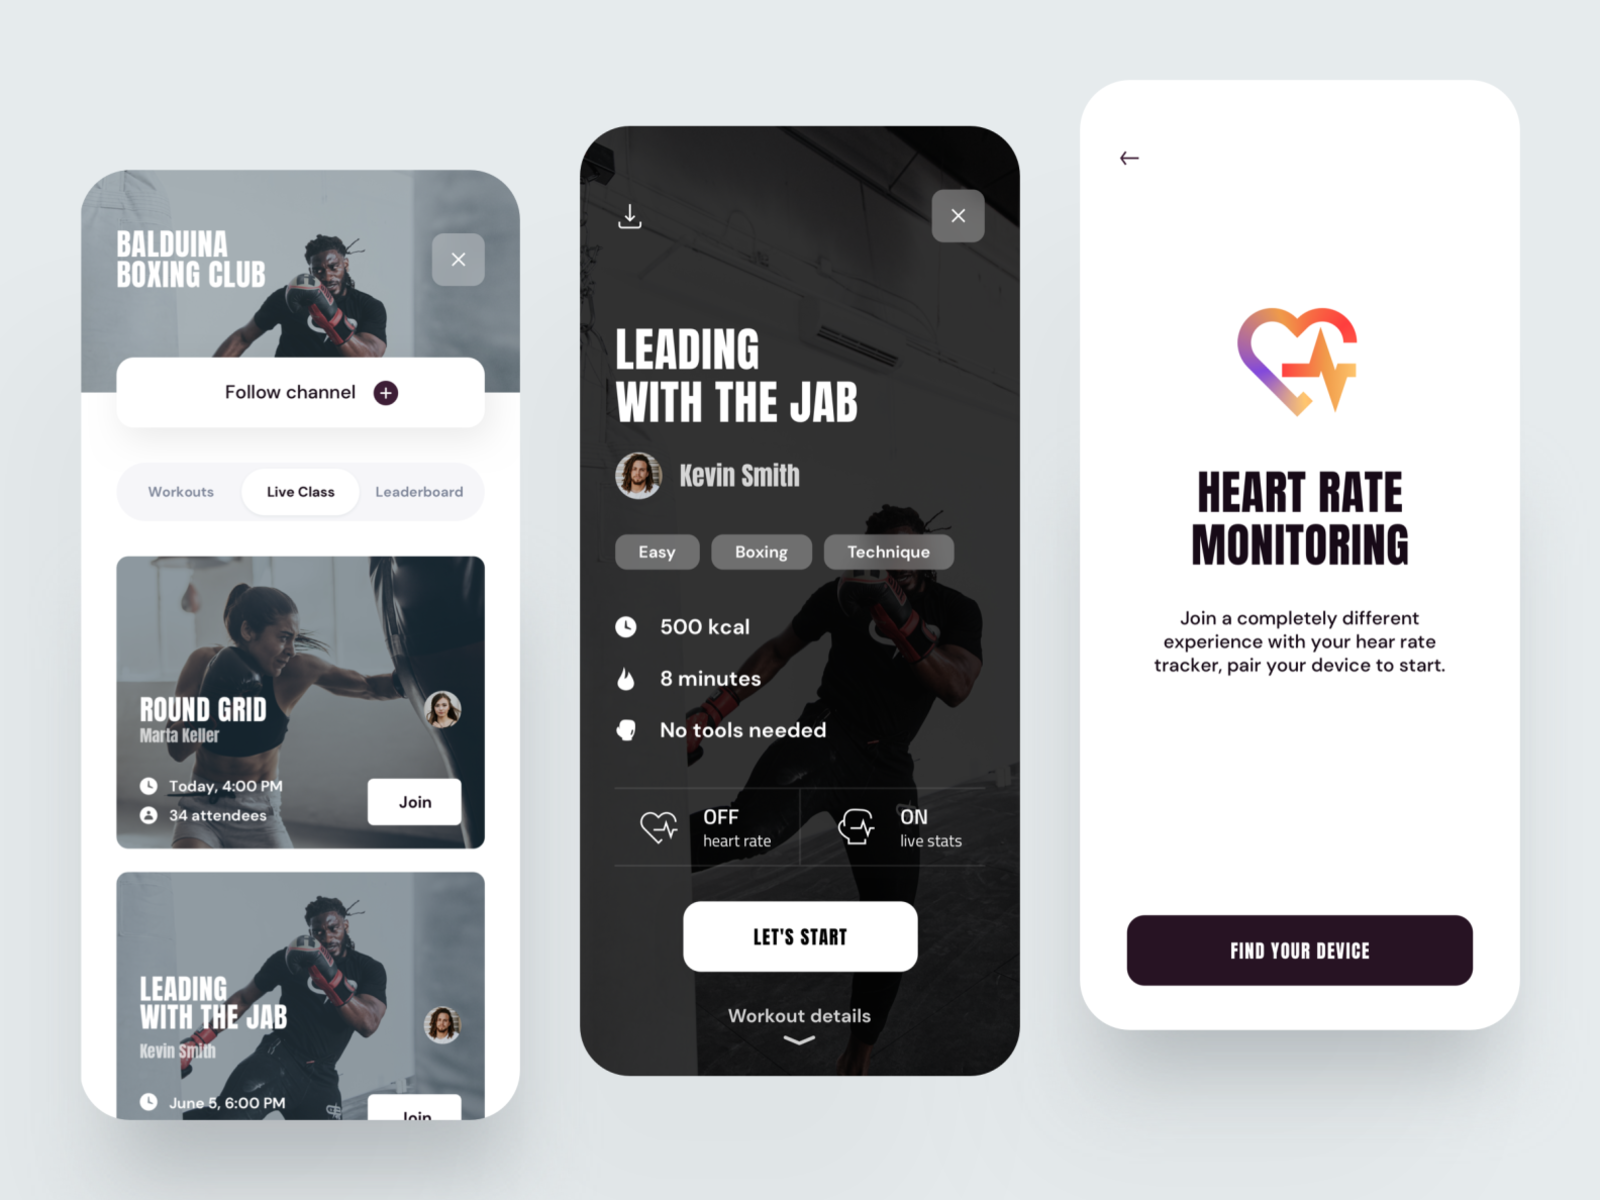 BALDUINA
BOXING CLUB
Follow channel
Workouts
Live Class
Leaderboard
ROUND GRID
Marta Keller
Today, 4:00 PM
34 attendees
Join
LEADING
WITH THE JAB
Kevin Smith
June 5, 6:00 PM
Join
LEADING
WITH THE JAB
Kevin Smith
Easy
Boxing
Technique
500 kcal
8 minutes
No tools needed
OFF
heart rate
ON
live stats
LET'S START
Workout details
HEART RATE
MONITORING
Join a completely different
experience with your hear rate
tracker, pair your device to start.
FIND YOUR DEVICE